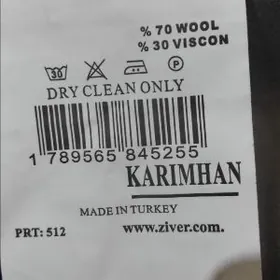 % 70 WOOL
% 30 VISCON
30 P
DRY CLEAN ONLY
1 789565 845255
KARIMHAN
MADE IN TURKEY
PRT: 512 www.ziver.com.